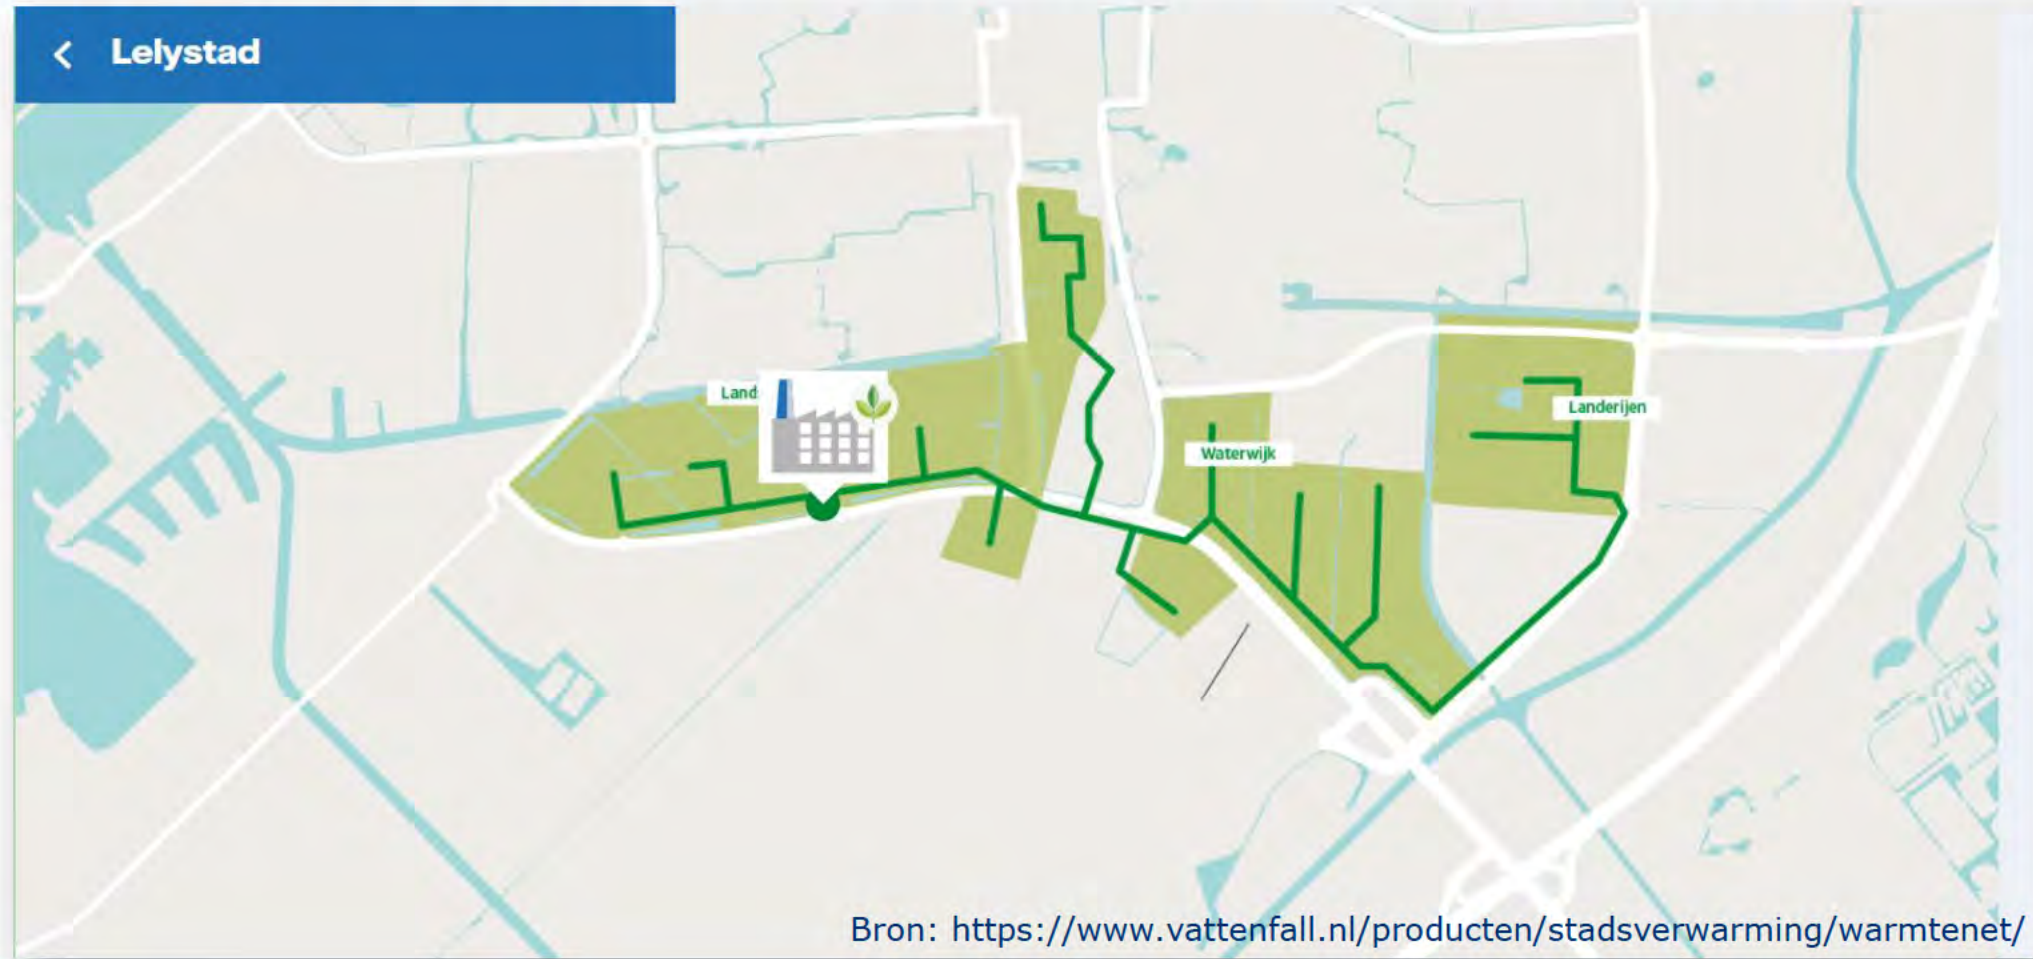 Lelystad
Land
Landerijen
Waterwijk
Bron: https://www.vattenfall.nl/producten/stadsverwarming/warmtenet/